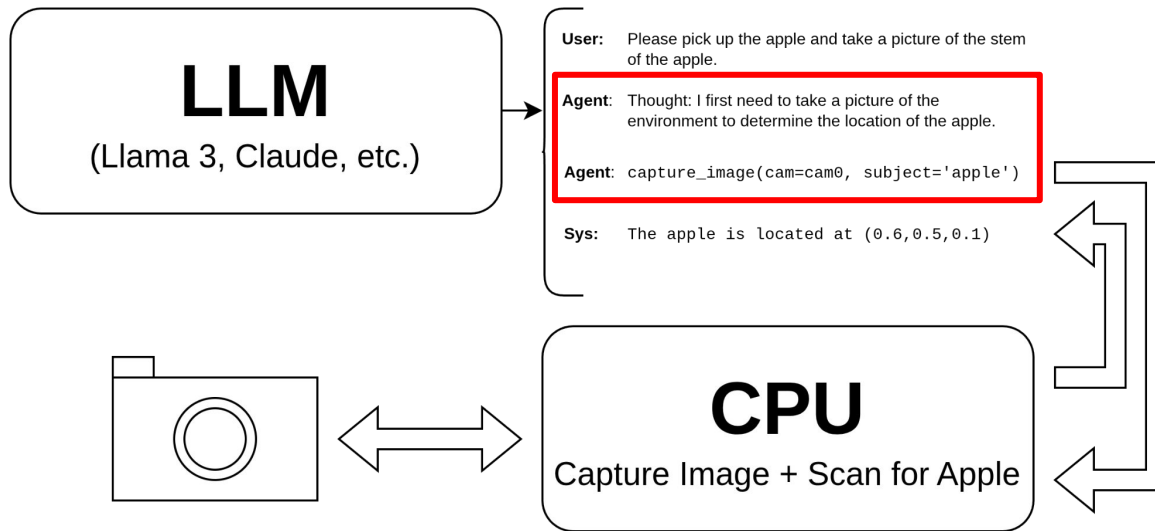 LLM
(Llama 3, Claude, etc.)
User: Please pick up the apple and take a picture of the stem
of the apple.
Agent: Thought: I first need to take a picture of the
environment to determine the location of the apple.
Agent: capture_image(cam=cam0, subject='apple')
Sys: The apple is located at (0.6,0.5,0.1)
CPU
Capture Image + Scan for Apple